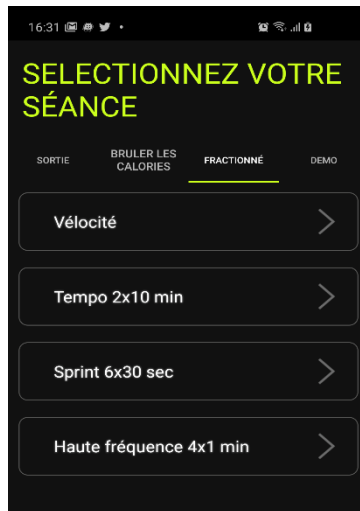 16:31
SELECTIONNEZ VOTRE
SÉANCE
SORTIE
BRULER LES
CALORIES
FRACTIONNÉ
DEMO
Vélocité
Tempo 2x10 min
Sprint 6x30 sec
Haute fréquence 4x1 min